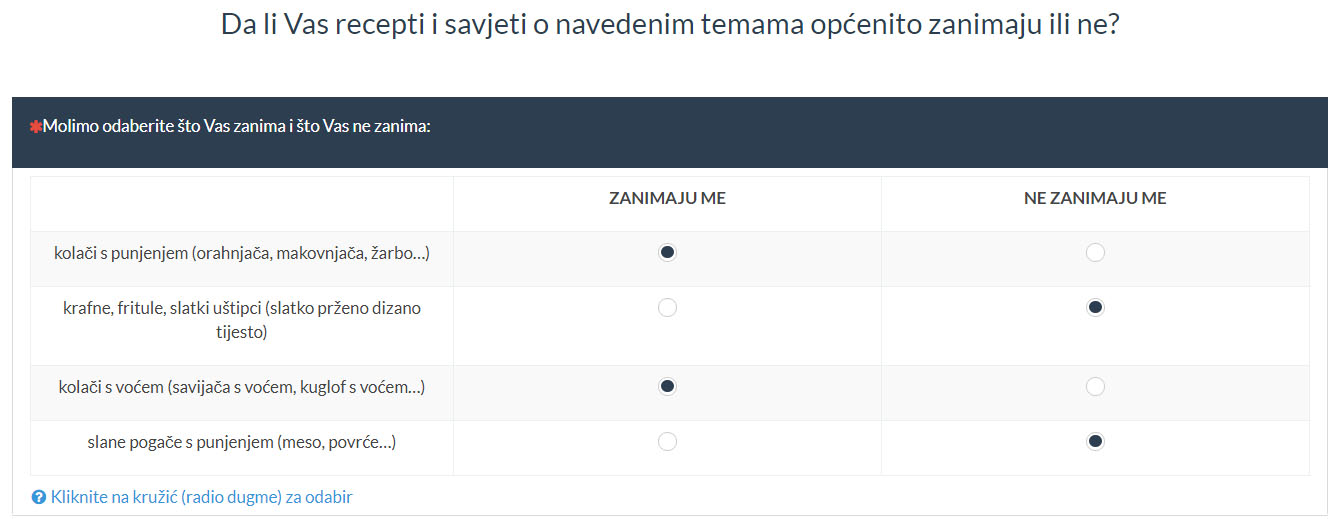 Da li Vas recepti i savjeti o navedenim temama općenito zanimaju ili ne?
✱Molimo odaberite što Vas zanima i što Vas ne zanima:
ZANIMAJU ME NE ZANIMAJU ME
kolači s punjenjem (orahnjača, makovnjača, žarbo...)
krafne, fritule, slatki uštipci (slatko prženo dizano
tijesto)
kolači s voćem (savijača s voćem, kuglof s voćem...)
slane pogače s punjenjem (meso, povrće...)
? Kliknite na kružić (radio dugme) za odabir